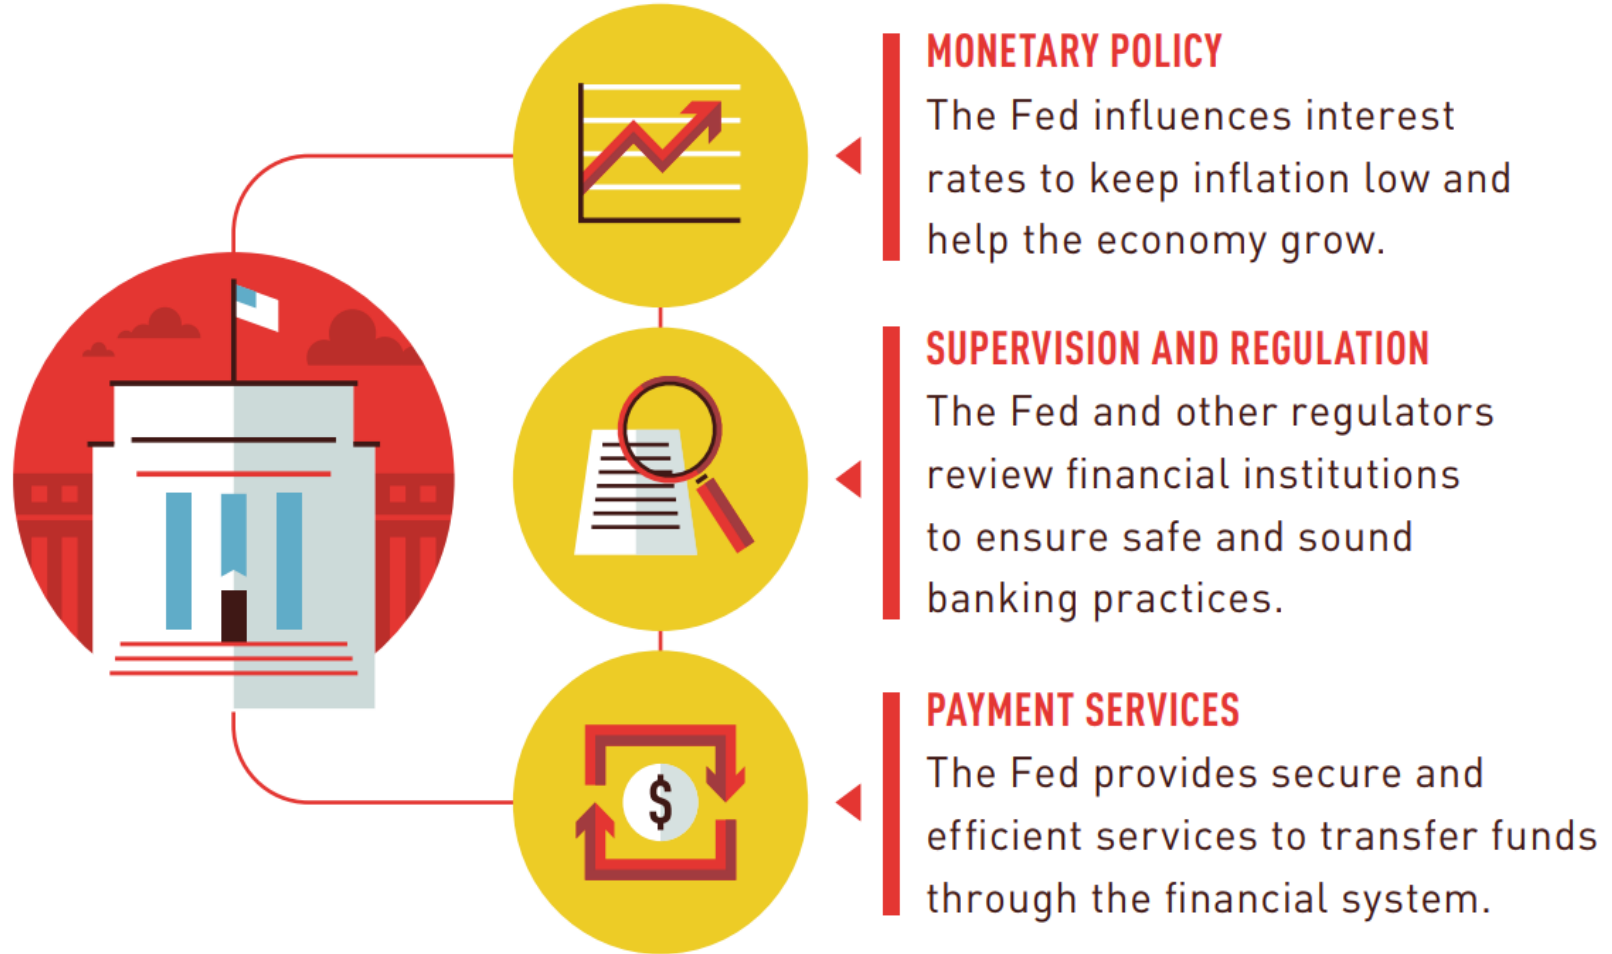 MONETARY POLICY
The Fed influences interest
rates to keep inflation low and
help the economy grow.
SUPERVISION AND REGULATION
The Fed and other regulators
review financial institutions
to ensure safe and sound
banking practices.
$
PAYMENT SERVICES
The Fed provides secure and
efficient services to transfer funds
through the financial system.